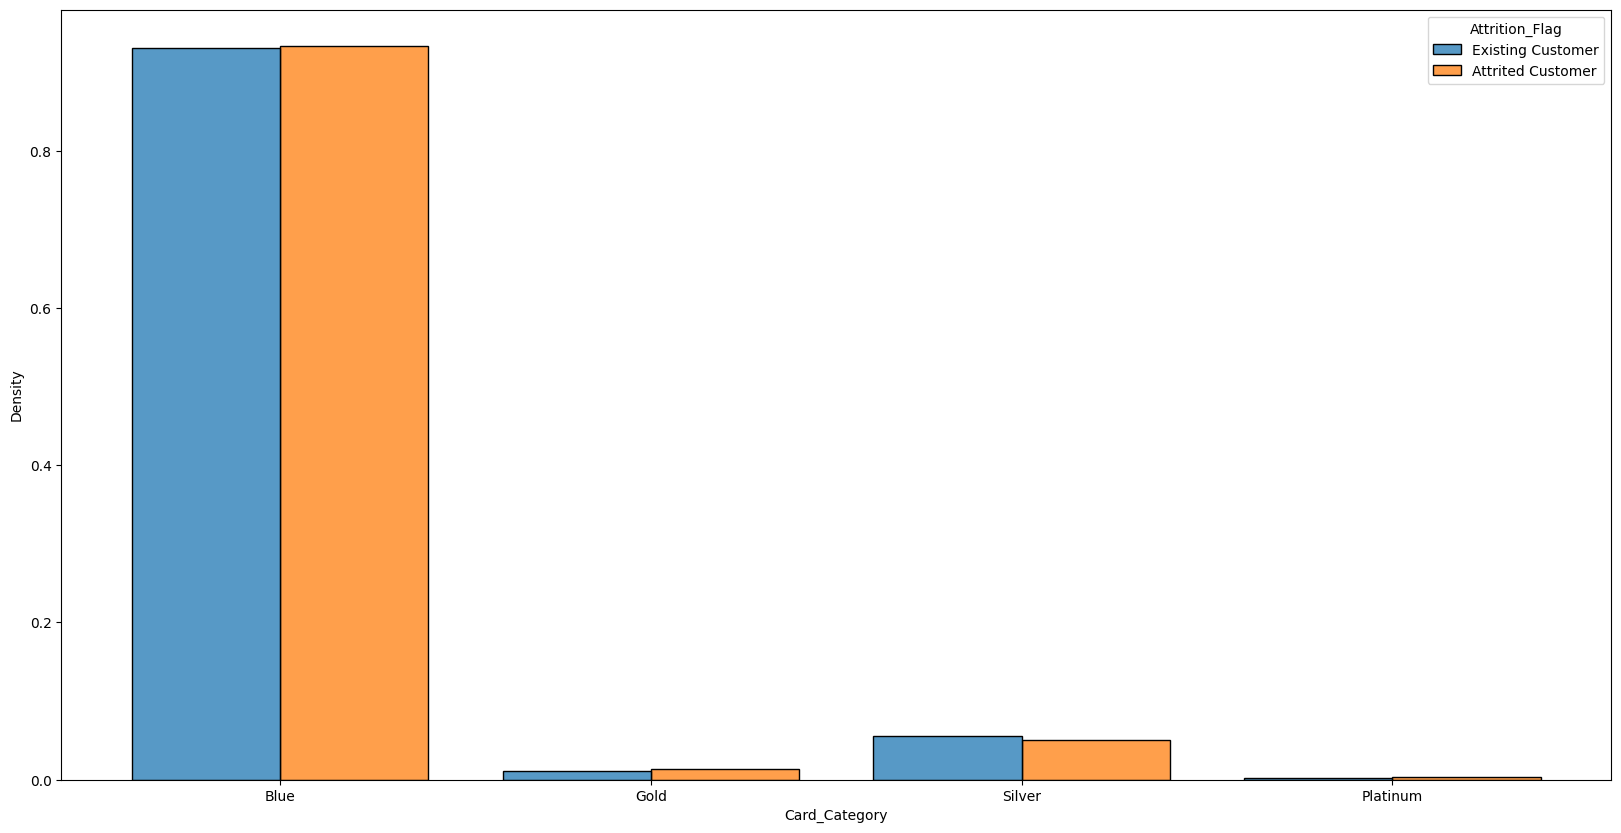 Attrition_Flag
Existing Customer
Attrited Customer
Density
0.8
0.6
0.4
0.2
0.0
Blue
Gold
Silver
Platinum
Card_Category